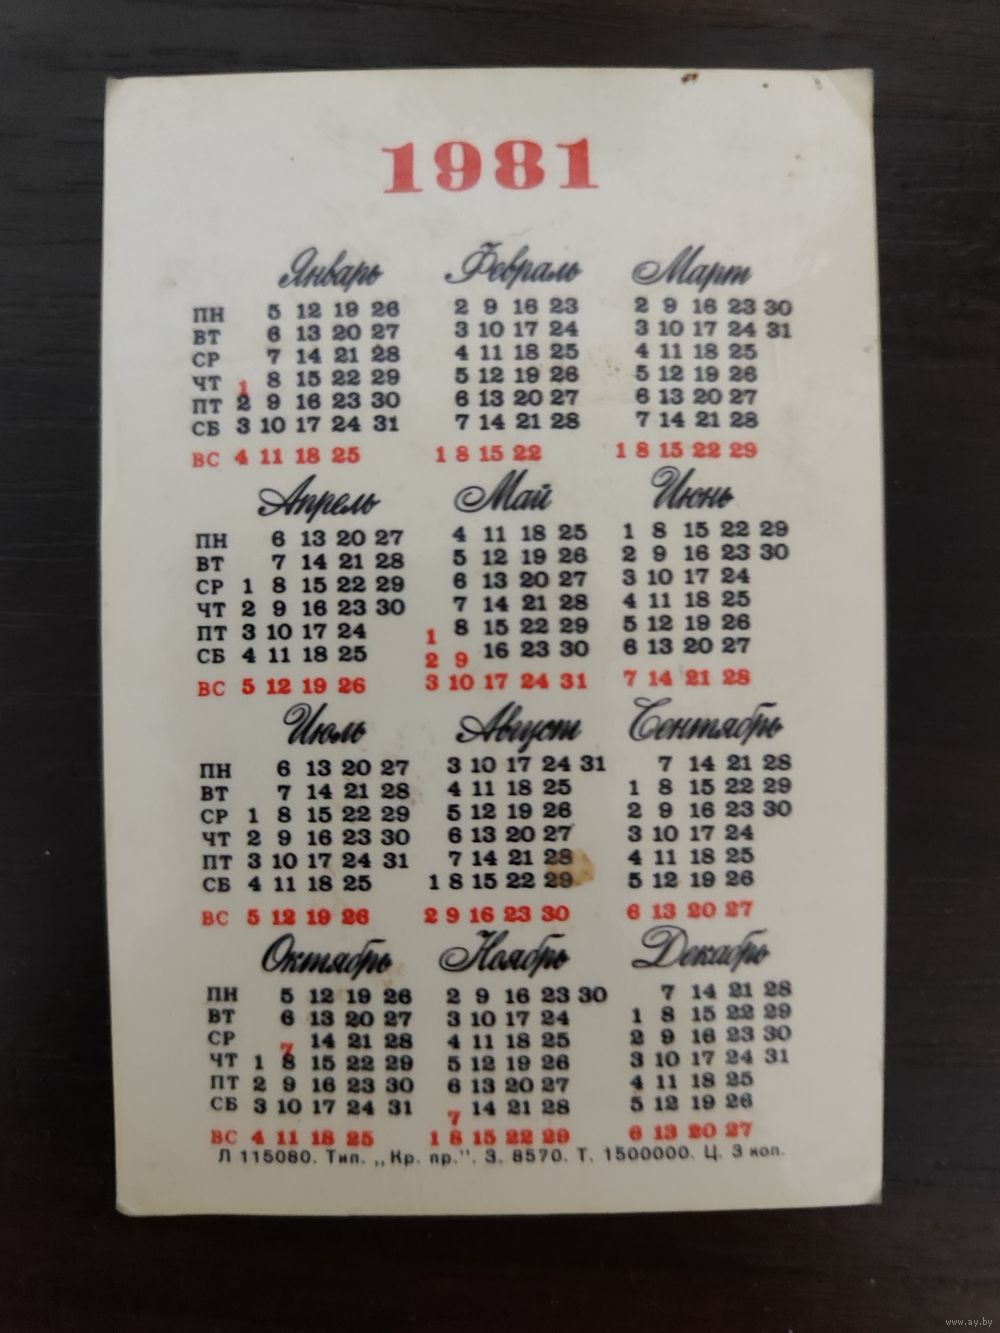 1981
Январь Февраль Март
ПН 5 12 19 26 2 9 16 23 2 9 16 23 30
ВТ 6 13 20 27 3 10 17 24 3 10 17 24 31
СР 7 14 21 28 4 11 18 25 4 11 18 25
ЧТ 1 8 15 22 29 5 12 19 26 5 12 19 26
ПТ 2 9 16 23 30 6 13 20 27 6 13 20 27
СБ 3 10 17 24 31 7 14 21 28 7 14 21 28
ВС 4 11 18 25 1 8 15 22 1 8 15 22 29
Апрель Май Июнь
ПН 6 13 20 27 4 11 18 25 1 8 15 22 29
ВТ 7 14 21 28 5 12 19 26 2 9 16 23 30
СР 1 8 15 22 29 6 13 20 27 3 10 17 24
ЧТ 2 9 16 23 30 7 14 21 28 4 11 18 25
ПТ 3 10 17 24 1 8 15 22 29 5 12 19 26
СБ 4 11 18 25 2 9 16 23 30 6 13 20 27
ВС 5 12 19 26 3 10 17 24 31 7 14 21 28
Июль Август Сентябрь
ПН 6 13 20 27 3 10 17 24 31 7 14 21 28
ВТ 7 14 21 28 4 11 18 25 1 8 15 22 29
СР 1 8 15 22 29 5 12 19 26 2 9 16 23 30
ЧТ 2 9 16 23 30 6 13 20 27 3 10 17 24
ПТ 3 10 17 24 31 7 14 21 28 4 11 18 25
СБ 4 11 18 25 1 8 15 22 29 5 12 19 26
ВС 5 12 19 26 2 9 16 23 30 6 13 20 27
Октябрь Ноябрь Декабрь
ПН 5 12 19 26 2 9 16 23 30 7 14 21 28
ВТ 6 13 20 27 3 10 17 24 1 8 15 22 29
СР 7 14 21 28 4 11 18 25 2 9 16 23 30
ЧТ 1 8 15 22 29 5 12 19 26 3 10 17 24 31
ПТ 2 9 16 23 30 6 13 20 27 4 11 18 25
СБ 3 10 17 24 31 7 14 21 28 5 12 19 26
ВС 4 11 18 25 1 8 15 22 29 6 13 20 27
Л 115080. Тип. „Кр. пр.". З. 8570. Т. 1500000. Ц. 3 коп.
www.ay.by